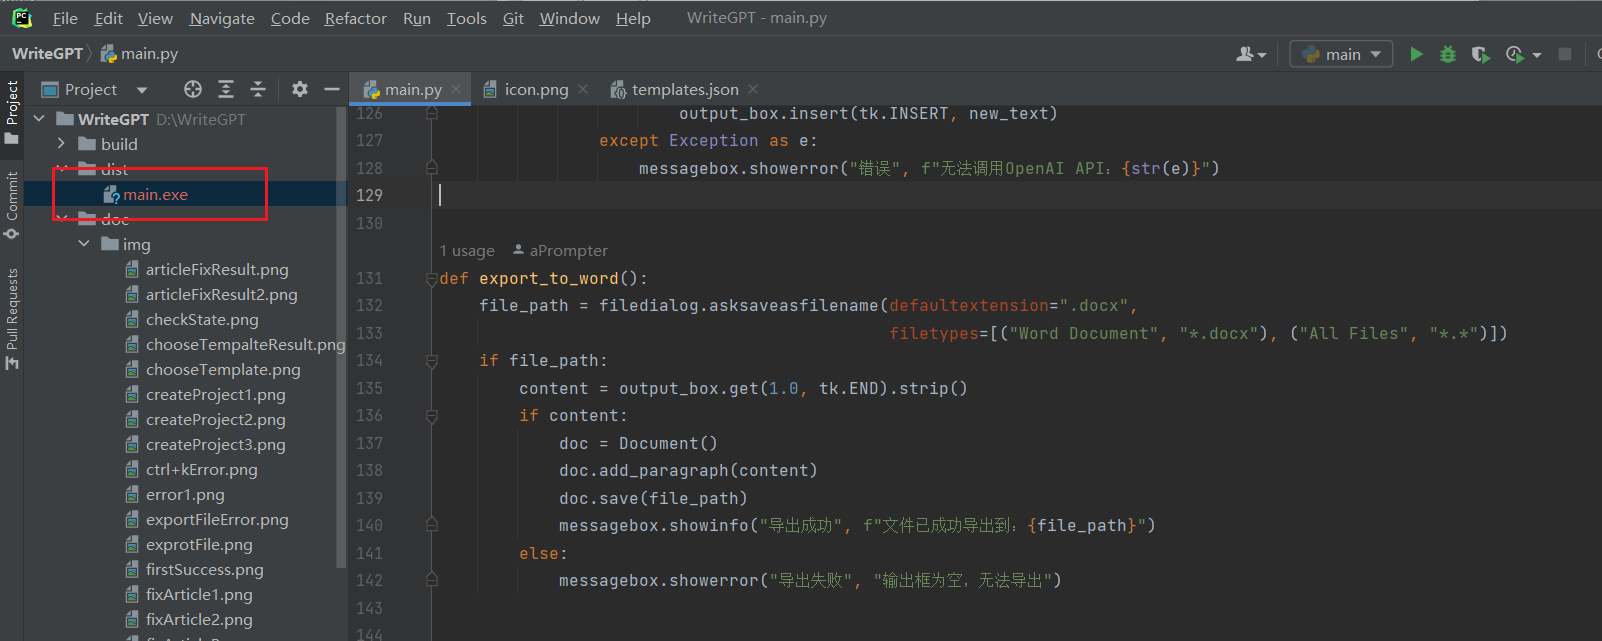 PC File Edit View Navigate Code Refactor Run Tools Git Window Help WriteGPT - main.py
WriteGPT main.py
main
Project
Commit
Pull Requests
Project
main.py icon.png templates.json
WriteGPT D:\WriteGPT
build
dist
main.exe
doc
img
articleFixResult.png
articleFixResult2.png
checkState.png
chooseTempalteResult.png
chooseTemplate.png
createProject1.png
createProject2.png
createProject3.png
ctrl+kError.png
error1.png
exportFileError.png
exprotFile.png
firstSuccess.png
fixArticle1.png
fixArticle2.png
126 output_box.insert(tk.INSERT, new_text)
127 except Exception as e:
128 messagebox.showerror("错误", f"无法调用OpenAI API：{str(e)}")
129
130
1 usage aPrompter
131 def export_to_word():
132 file_path = filedialog.asksaveasfilename(defaultextension=".docx",
133 filetypes=[("Word Document", "*.docx"), ("All Files", "*.*")])
134 if file_path:
135 content = output_box.get(1.0, tk.END).strip()
136 if content:
137 doc = Document()
138 doc.add_paragraph(content)
139 doc.save(file_path)
140 messagebox.showinfo("导出成功", f"文件已成功导出到：{file_path}")
141 else:
142 messagebox.showerror("导出失败", "输出框为空，无法导出")
143
144